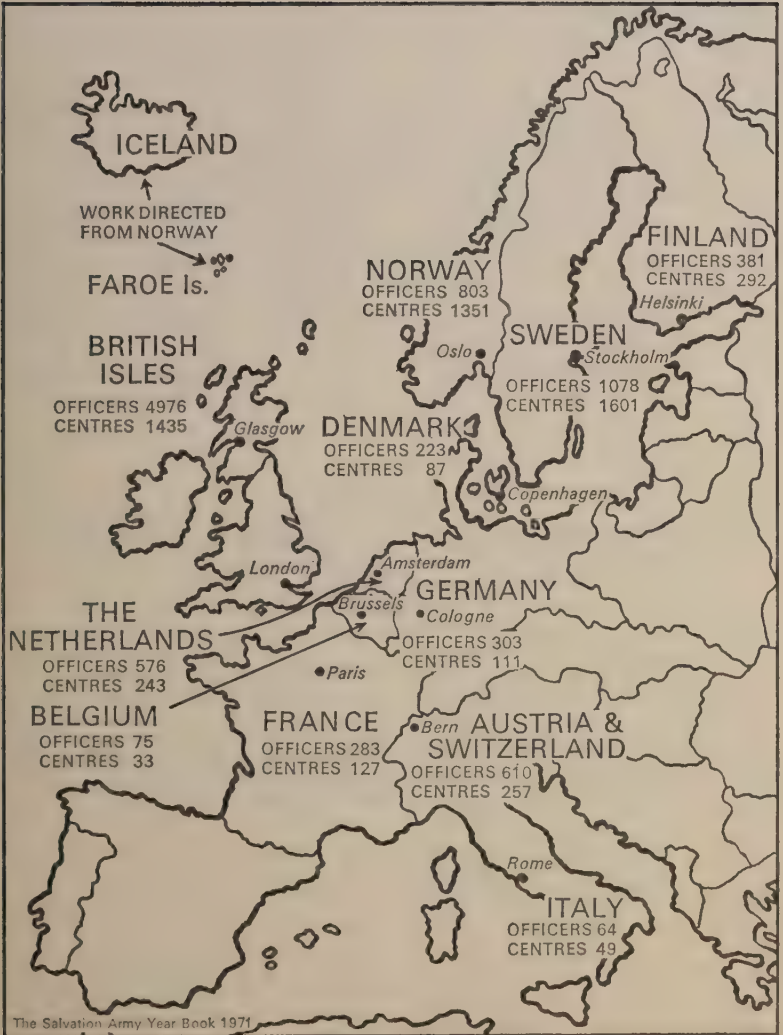 ICELAND
WORK DIRECTED
FROM NORWAY
FAROE Is.
NORWAY
OFFICERS 803
CENTRES 1351
FINLAND
OFFICERS 381
CENTRES 292
Helsinki
BRITISH
ISLES
OFFICERS 4976
CENTRES 1435
Glasgow
Oslo
SWEDEN
Stockholm
OFFICERS 1078
CENTRES 1601
DENMARK
OFFICERS 223
CENTRES 87
Copenhagen
London
Amsterdam
Brussels
GERMANY
Cologne
OFFICERS 303
CENTRES 111
THE
NETHERLANDS
OFFICERS 576
CENTRES 243
Paris
BELGIUM
OFFICERS 75
CENTRES 33
FRANCE
OFFICERS 283
CENTRES 127
Bern
AUSTRIA &
SWITZERLAND
OFFICERS 610
CENTRES 257
Rome
ITALY
OFFICERS 64
CENTRES 49
The Salvation Army Year Book 1971